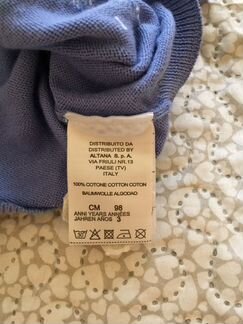 DISTRIBUITO DA
DISTRIBUTED BY
ALTANA S. p. A.
VIA FRIULI NR.13
PAESE (TV)
ITALY
100% COTONE COTTON COTON
BAUMWOLLE ALGODAO
CM 98
ANNI YEARS ANNÉES
JAHREN AÑOS 3